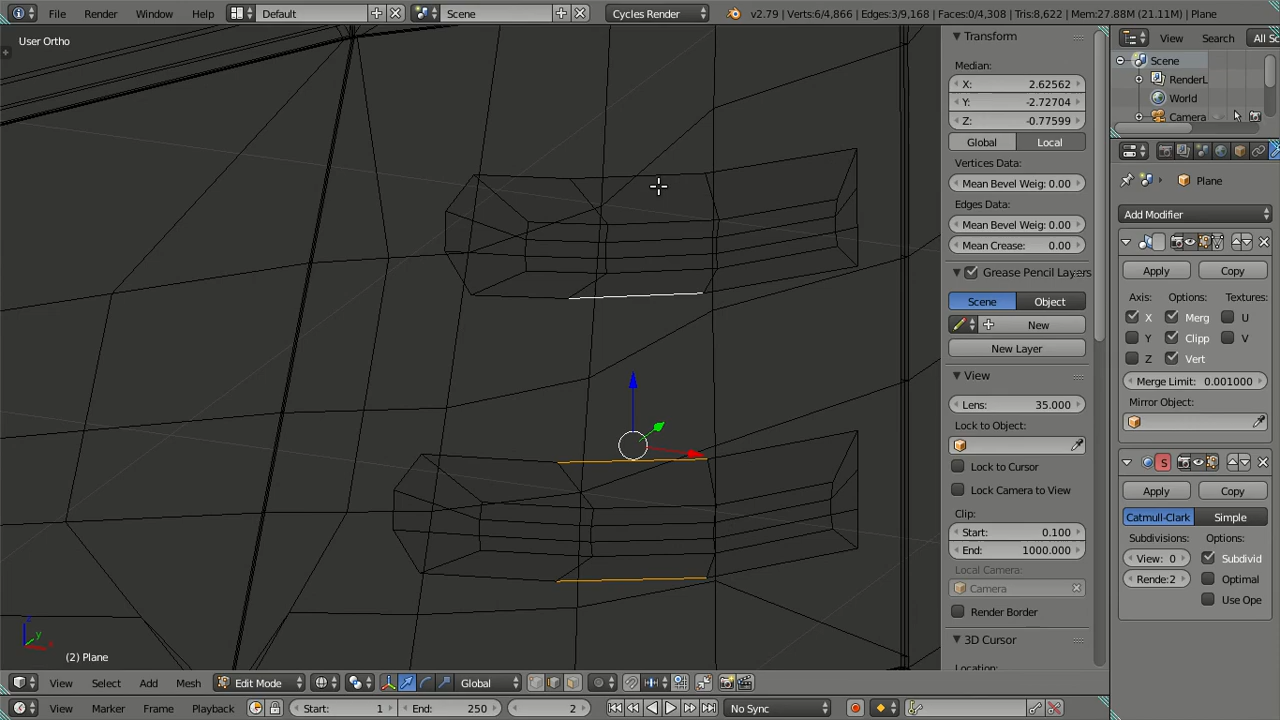 File Render Window Help Default Scene Cycles Render v2.79 | Verts:6/4,866 | Edges:3/9,168 | Faces:0/4,308 | Tris:8,622 | Mem:27.88M (21.11M) | Plane
User Ortho
Transform
Median:
X: 2.62562
Y: -2.72704
Z: -0.77599
Global Local
Vertices Data:
Mean Bevel Weig: 0.00
Edges Data:
Mean Bevel Weig: 0.00
Mean Crease: 0.00
Grease Pencil Layers
Scene Object
New
New Layer
View
Lens: 35.000
Lock to Object:
Lock to Cursor
Lock Camera to View
Clip:
Start: 0.100
End: 1000.000
Local Camera:
Camera
Render Border
3D Cursor
Location:
View Search All Sc
Scene
RenderL
World
Camera
Plane
Add Modifier
Apply Copy
Axis: Options: Textures:
X Merg U
Y Clipp V
Z Vert
Merge Limit: 0.001000
Mirror Object:
S
Apply Copy
Catmull-Clark Simple
Subdivisions: Options:
View: 0 Subdivid
Rende: 2 Optimal
Use Ope
z
y
x
(2) Plane
View Select Add Mesh Edit Mode Global
View Marker Frame Playback Start: 1 End: 250 2 No Sync